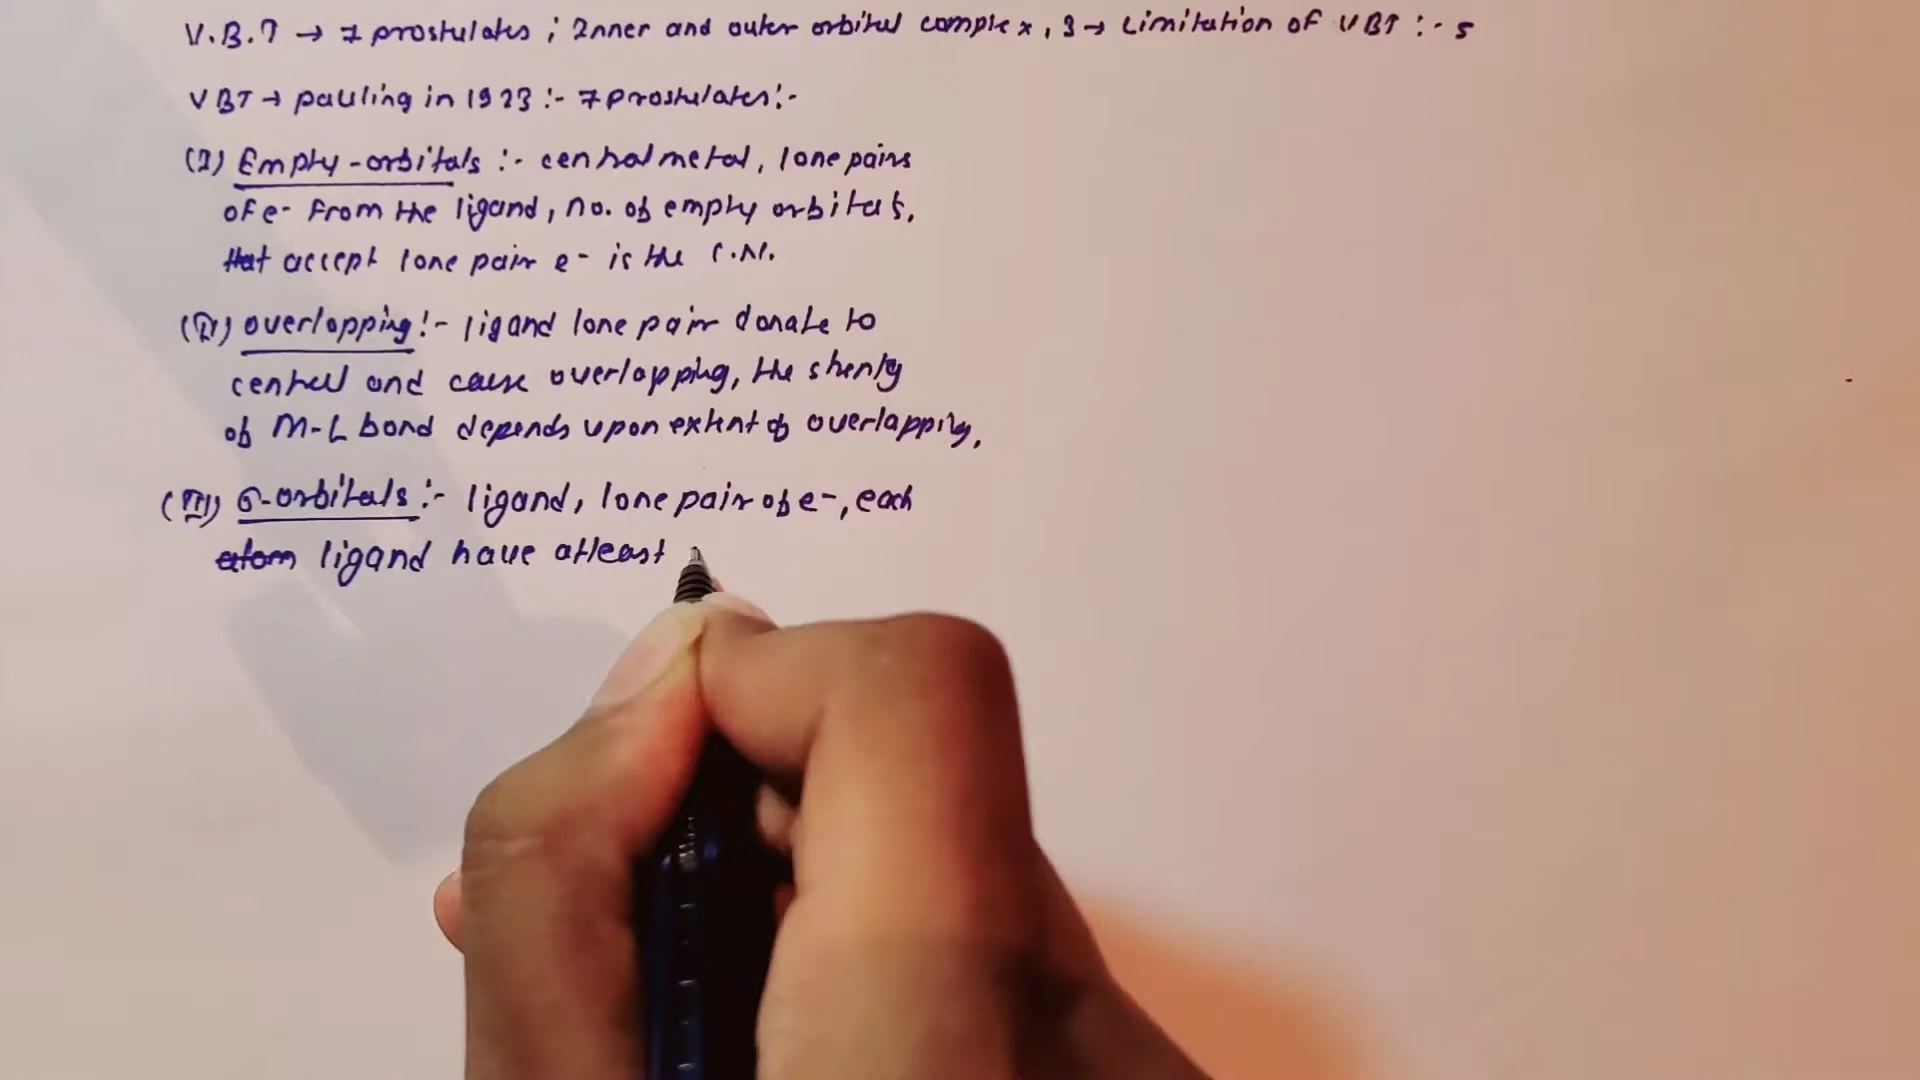 V.B.T → 7 prostulates ; Inner and outer orbital complex, 3 → Limitation of VBT :- 5
VBT → pauling in 1923 :- 7 prostulates:-
(I) Empty-orbitals :- central metal, lone pairs
of e- from the ligand, no. of empty orbitals,
that accept lone pair e- is the C.N.
(II) overlapping :- ligand lone pair donate to
central and cause overlapping, the
of M-L bond depends upon extent of overlapping,
(III) σ-orbitals :- ligand, lone pair of e-, each
atom ligand have atleast